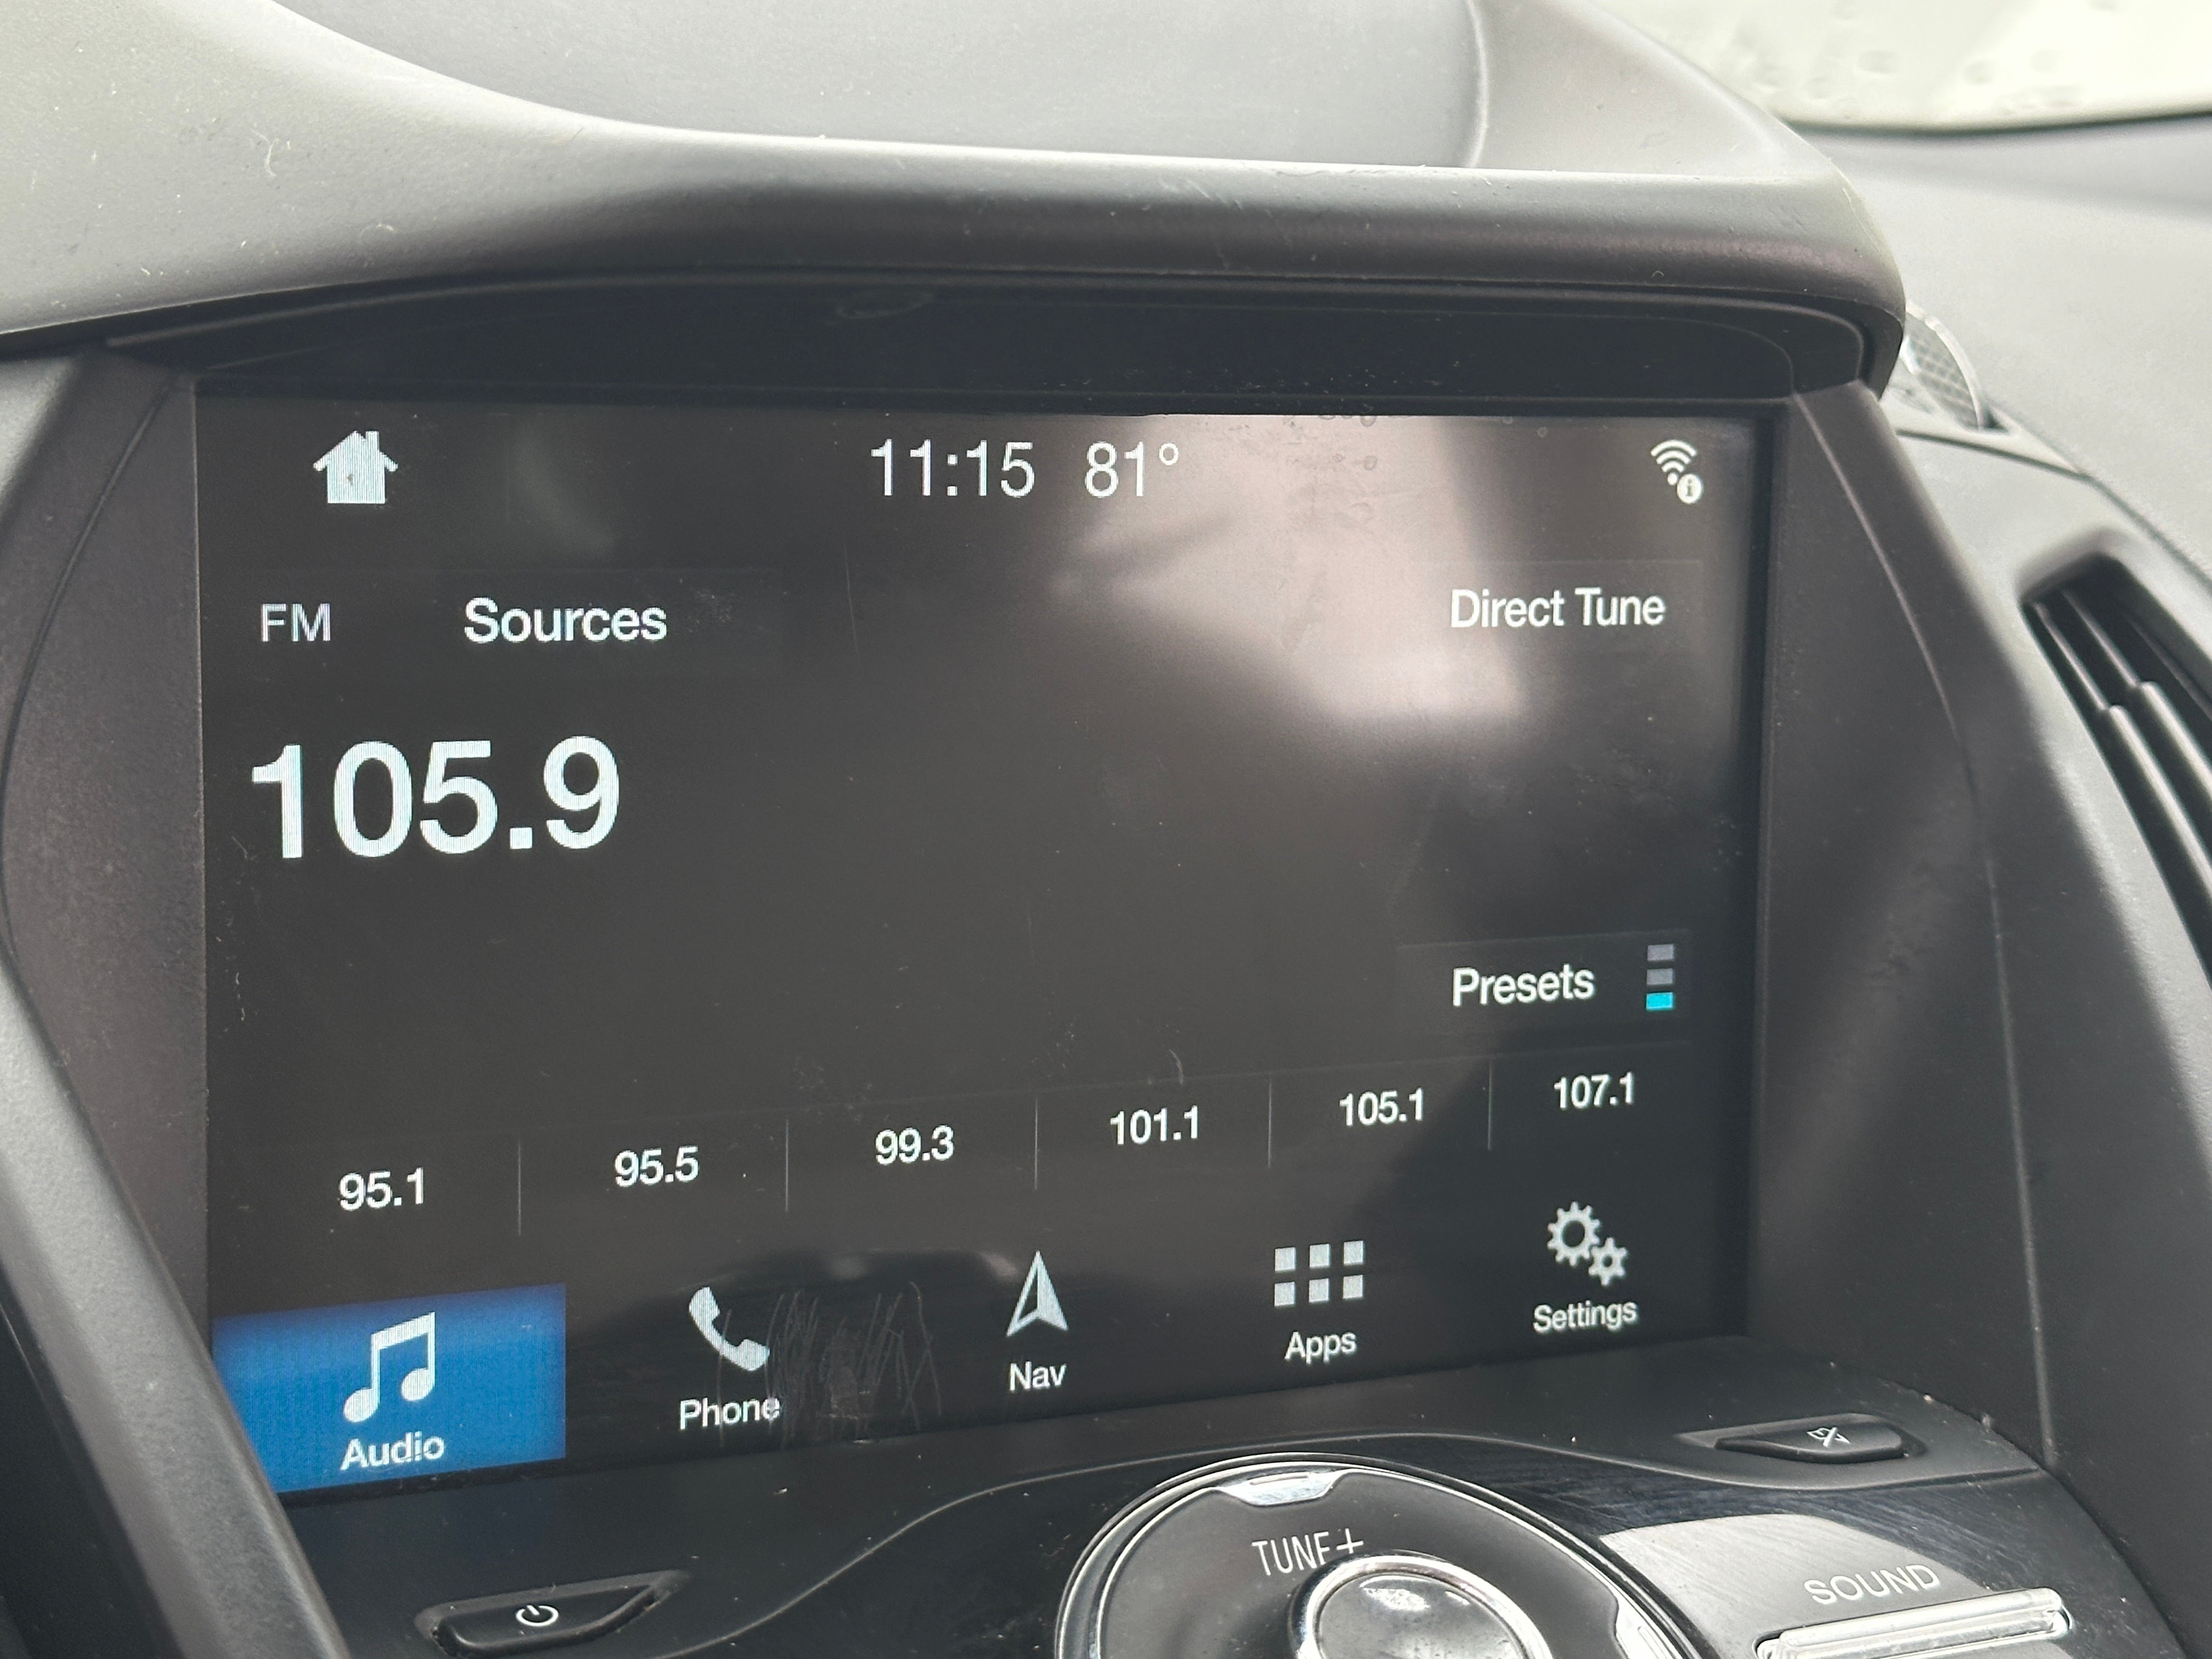 11:15 81°
FM Sources Direct Tune
105.9
Presets
95.1 95.5 99.3 101.1 105.1 107.1
Audio Phone Nav Apps Settings
TUNE+
SOUND